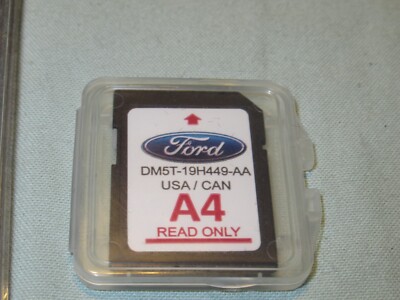 Ford
DM5T-19H449-AA
USA / CAN
A4
READ ONLY